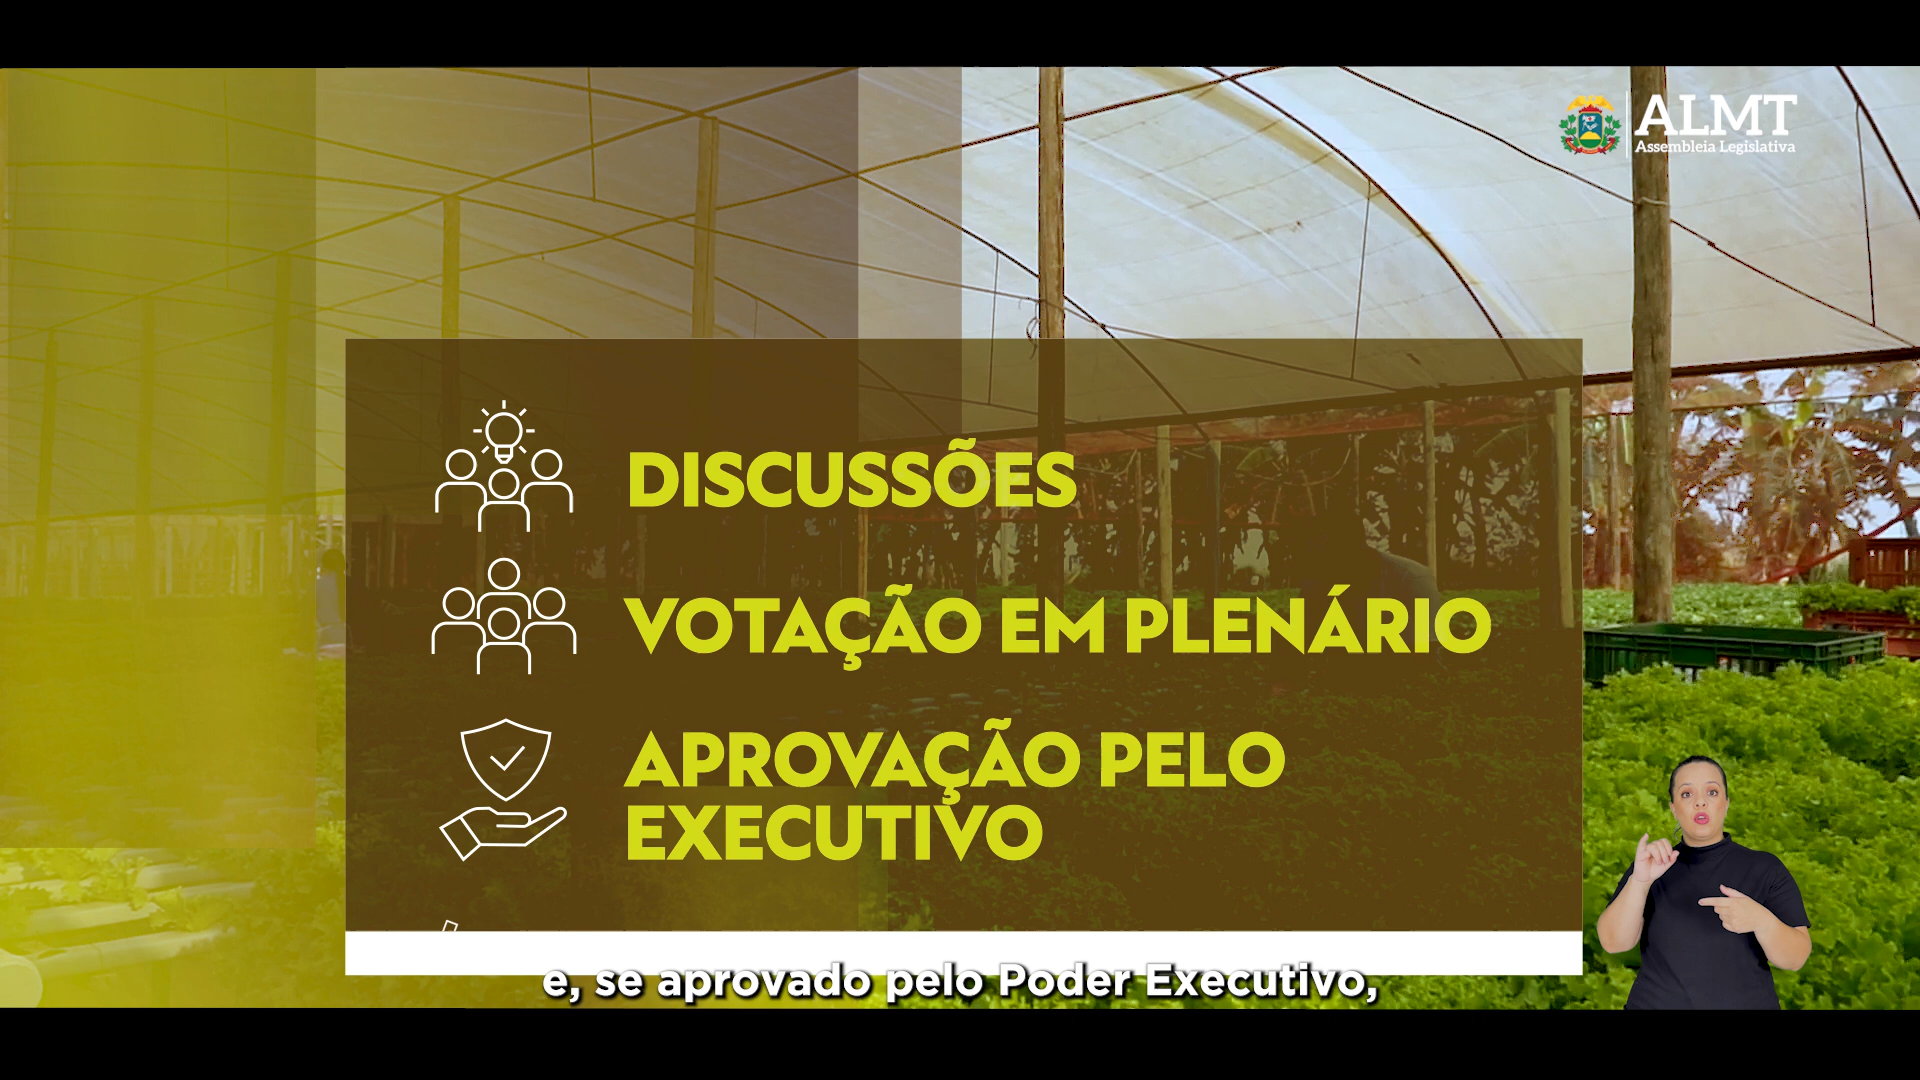 ALMT
Assembleia Legislativa
DISCUSSÕES
VOTAÇÃO EM PLENÁRIO
APROVAÇÃO PELO
EXECUTIVO
e, se aprovado pelo Poder Executivo,